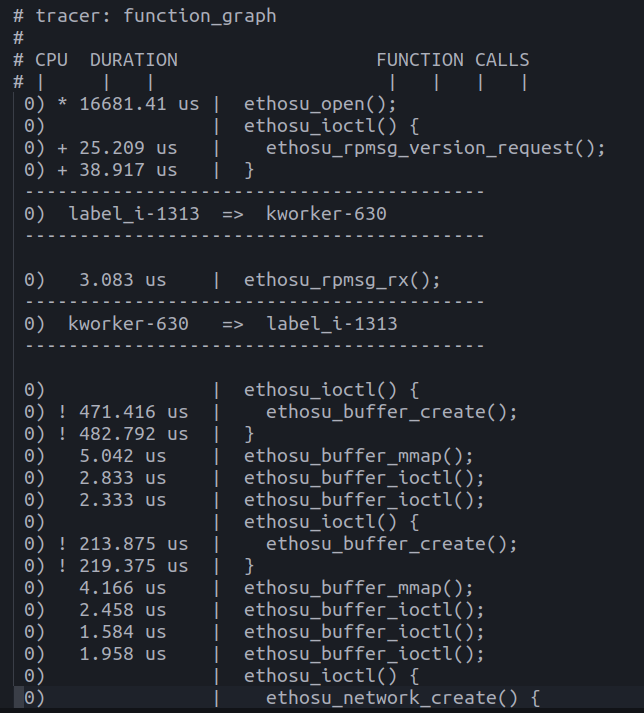 # tracer: function_graph
#
# CPU  DURATION                  FUNCTION CALLS
# |     |   |                     |   |   |   |
 0) * 16681.41 us |  ethosu_open();
 0)               |  ethosu_ioctl() {
 0) + 25.209 us   |    ethosu_rpmsg_version_request();
 0) + 38.917 us   |  }
 ------------------------------------------
 0)  label_i-1313  =>  kworker-630
 ------------------------------------------

 0)   3.083 us    |  ethosu_rpmsg_rx();
 ------------------------------------------
 0)  kworker-630   =>  label_i-1313
 ------------------------------------------

 0)               |  ethosu_ioctl() {
 0) ! 471.416 us  |    ethosu_buffer_create();
 0) ! 482.792 us  |  }
 0)   5.042 us    |  ethosu_buffer_mmap();
 0)   2.833 us    |  ethosu_buffer_ioctl();
 0)   2.333 us    |  ethosu_buffer_ioctl();
 0)               |  ethosu_ioctl() {
 0) ! 213.875 us  |    ethosu_buffer_create();
 0) ! 219.375 us  |  }
 0)   4.166 us    |  ethosu_buffer_mmap();
 0)   2.458 us    |  ethosu_buffer_ioctl();
 0)   1.584 us    |  ethosu_buffer_ioctl();
 0)   1.958 us    |  ethosu_buffer_ioctl();
 0)               |  ethosu_ioctl() {
 0)               |    ethosu_network_create() {